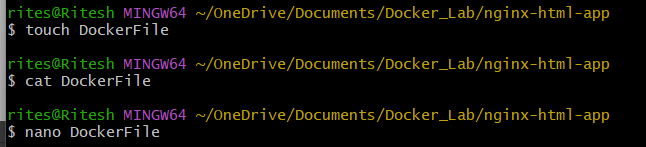 rites@Ritesh MINGW64 ~/OneDrive/Documents/Docker_Lab/nginx-html-app
$ touch DockerFile
rites@Ritesh MINGW64 ~/OneDrive/Documents/Docker_Lab/nginx-html-app
$ cat DockerFile
rites@Ritesh MINGW64 ~/OneDrive/Documents/Docker_Lab/nginx-html-app
$ nano DockerFile